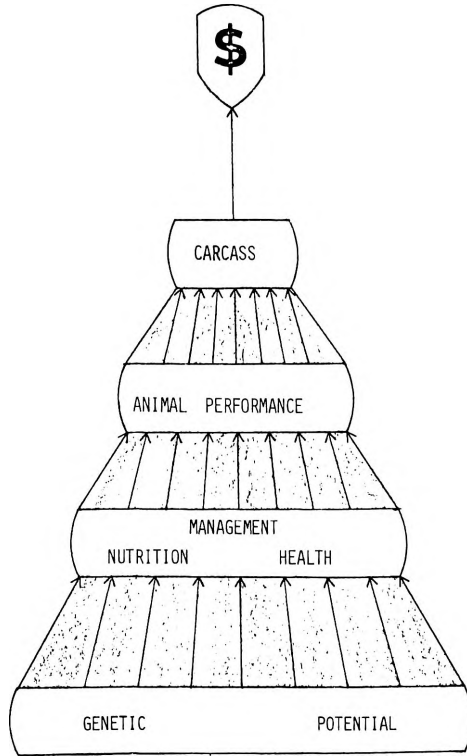 $
CARCASS
ANIMAL PERFORMANCE
MANAGEMENT
NUTRITION HEALTH
GENETIC POTENTIAL